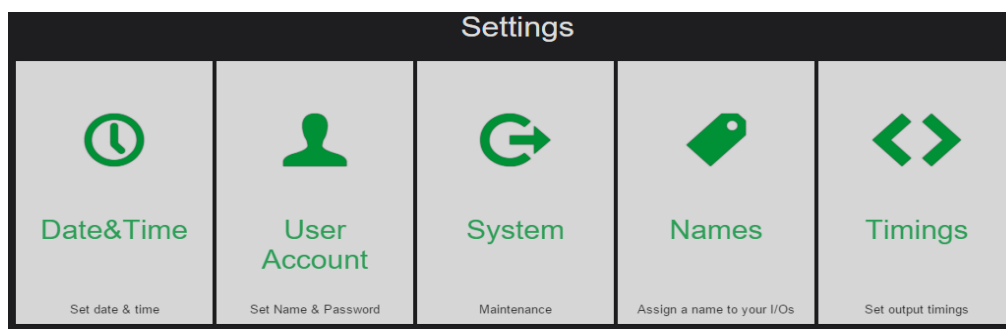 Settings
Date&Time
User
Account
System
Names
Timings
Set date & time
Set Name & Password
Maintenance
Assign a name to your I/Os
Set output timings